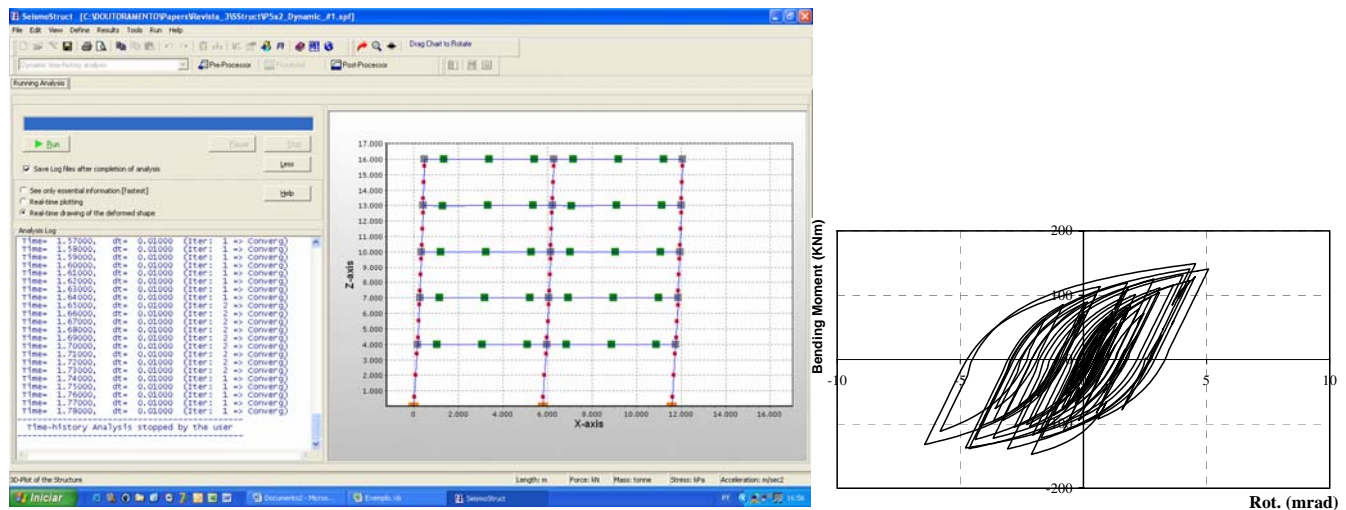 SeismoStruct [C:\DOUTORAMENTO\Papers\Revista_3\SStruct\P5x2_Dynamic_#1.spf]
File Edit View Define Results Tools Run Help
Drag Chart to Rotate
Dynamic time-history analysis
Pre-Processor
Processor
Post-Processor
Running Analysis
Run
Pause
Stop
Save Log files after completion of analysis
Less
See only essential information [fastest]
Real-time plotting
Real-time drawing of the deformed shape
Help
Analysis Log
Time= 1.57000, dt= 0.01000 (Iter: 1 => Converg)
Time= 1.58000, dt= 0.01000 (Iter: 1 => Converg)
Time= 1.59000, dt= 0.01000 (Iter: 1 => Converg)
Time= 1.60000, dt= 0.01000 (Iter: 1 => Converg)
Time= 1.61000, dt= 0.01000 (Iter: 1 => Converg)
Time= 1.62000, dt= 0.01000 (Iter: 1 => Converg)
Time= 1.63000, dt= 0.01000 (Iter: 1 => Converg)
Time= 1.64000, dt= 0.01000 (Iter: 1 => Converg)
Time= 1.65000, dt= 0.01000 (Iter: 2 => Converg)
Time= 1.66000, dt= 0.01000 (Iter: 2 => Converg)
Time= 1.67000, dt= 0.01000 (Iter: 2 => Converg)
Time= 1.68000, dt= 0.01000 (Iter: 2 => Converg)
Time= 1.69000, dt= 0.01000 (Iter: 2 => Converg)
Time= 1.70000, dt= 0.01000 (Iter: 2 => Converg)
Time= 1.71000, dt= 0.01000 (Iter: 2 => Converg)
Time= 1.72000, dt= 0.01000 (Iter: 2 => Converg)
Time= 1.73000, dt= 0.01000 (Iter: 2 => Converg)
Time= 1.74000, dt= 0.01000 (Iter: 1 => Converg)
Time= 1.75000, dt= 0.01000 (Iter: 1 => Converg)
Time= 1.76000, dt= 0.01000 (Iter: 1 => Converg)
Time= 1.77000, dt= 0.01000 (Iter: 1 => Converg)
Time= 1.78000, dt= 0.01000 (Iter: 1 => Converg)
Time-history Analysis stopped by the user
17.000
16.000
15.000
14.000
13.000
12.000
11.000
10.000
9.000
8.000
7.000
6.000
5.000
4.000
3.000
2.000
1.000
Z-axis
0 2.000 4.000 6.000 8.000 10.000 12.000 14.000 16.000
X-axis
3D-Plot of the Structure
Length: m
Force: kN
Mass: tonne
Stress: kPa
Acceleration: m/sec2
Iniciar
Documento2 - Micros...
Exemplo.xls
SeismoStruct
PT
16:56
Bending Moment (KNm)
200
100
-10
-5
5
10
-200
Rot. (mrad)